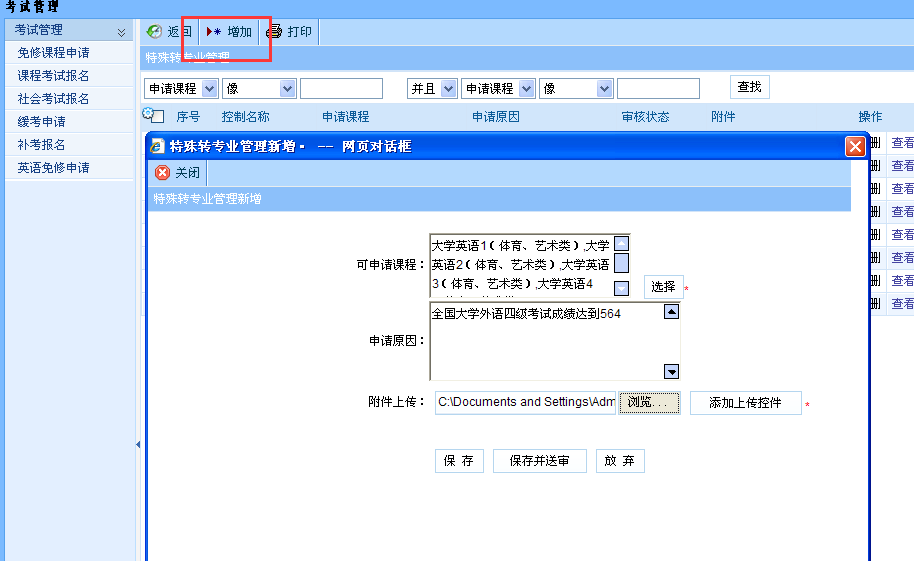 考试管理
考试管理
免修课程申请
课程考试报名
社会考试报名
缓考申请
补考报名
英语免修申请
返回 增加 打印
特殊转专业管理
申请课程 像 并且 申请课程 像 查找
序号 控制名称 申请课程 申请原因 审核状态 附件 操作
特殊转专业管理新增. -- 网页对话框
关闭
特殊转专业管理新增
可申请课程：
大学英语1（体育、艺术类）,大学
英语2（体育、艺术类）,大学英语
3（体育、艺术类）,大学英语4
选择 *
申请原因：
全国大学外语四级考试成绩达到564
附件上传： C:\Documents and Settings\Adm 浏览... 添加上传控件 *
保 存 保存并送审 放 弃
删 查看
删 查看
删 查看
删 查看
删 查看
删 查看
删 查看
删 查看